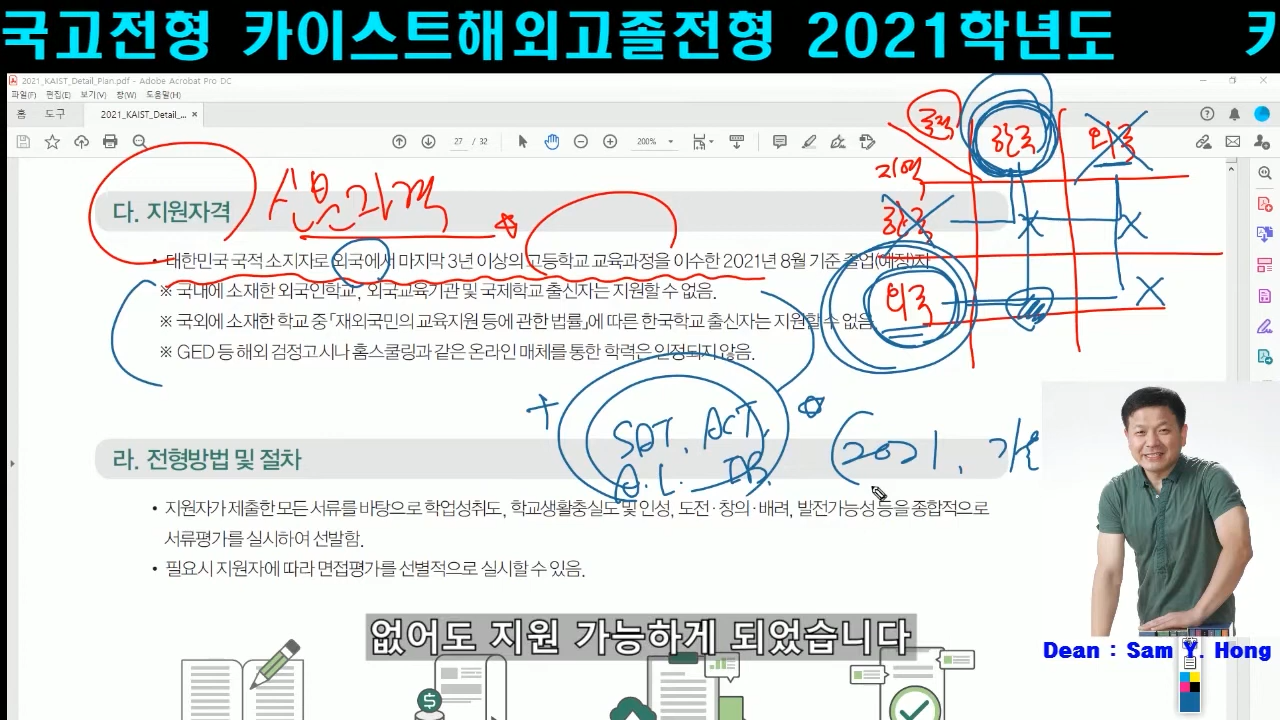 국고전형 카이스트해외고졸전형 2021학년도 카
2021_KAIST_Detail_Plan.pdf - Adobe Acrobat Pro DC
파일(F) 편집(E) 보기(V) 창(W) 도움말(H)
홈 도구 2021_KAIST_Detail_... ×
27 / 32 200%
국적 한국 외국
지역
한국 X X
외국 X
다. 지원자격 신분자격
• 대한민국 국적 소지자로 외국에서 마지막 3년 이상의 고등학교 교육과정을 이수한 2021년 8월 기준 졸업(예정)자
※ 국내에 소재한 외국인학교, 외국교육기관 및 국제학교 출신자는 지원할 수 없음.
※ 국외에 소재한 학교 중 「재외국민의 교육지원 등에 관한 법률」에 따른 한국학교 출신자는 지원할 수 없음.
※ GED 등 해외 검정고시나 홈스쿨링과 같은 온라인 매체를 통한 학력은 인정되지 않음.
+ SAT, ACT,
A.L. IB.
(2021, 가을
라. 전형방법 및 절차
• 지원자가 제출한 모든 서류를 바탕으로 학업성취도, 학교생활충실도 및 인성, 도전·창의·배려, 발전가능성 등을 종합적으로
서류평가를 실시하여 선발함.
• 필요시 지원자에 따라 면접평가를 선별적으로 실시할 수 있음.
없어도 지원 가능하게 되었습니다
Dean : Sam Y. Hong